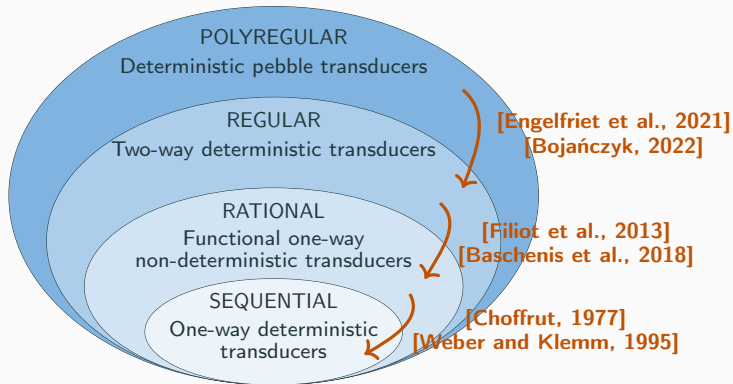 POLYREGULAR
Deterministic pebble transducers
[Engelfriet et al., 2021]
[Bojańczyk, 2022]
REGULAR
Two-way deterministic transducers
RATIONAL
Functional one-way
non-deterministic transducers
[Filiot et al., 2013]
[Baschenis et al., 2018]
SEQUENTIAL
One-way deterministic
transducers
[Choffrut, 1977]
[Weber and Klemm, 1995]